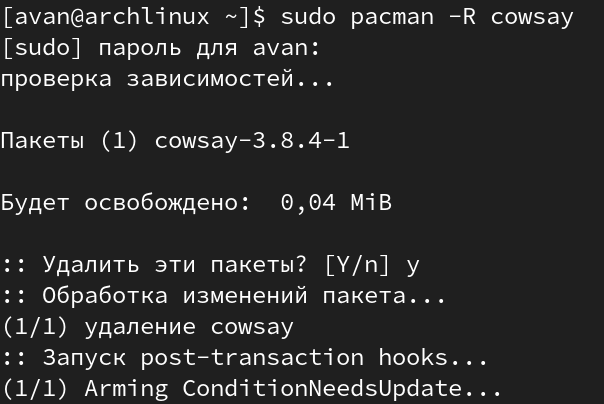 [avan@archlinux ~]$ sudo pacman -R cowsay
[sudo] пароль для avan:
проверка зависимостей...
Пакеты (1) cowsay-3.8.4-1
Будет освобождено:  0,04 MiB
:: Удалить эти пакеты? [Y/n] y
:: Обработка изменений пакета...
(1/1) удаление cowsay
:: Запуск post-transaction hooks...
(1/1) Arming ConditionNeedsUpdate...